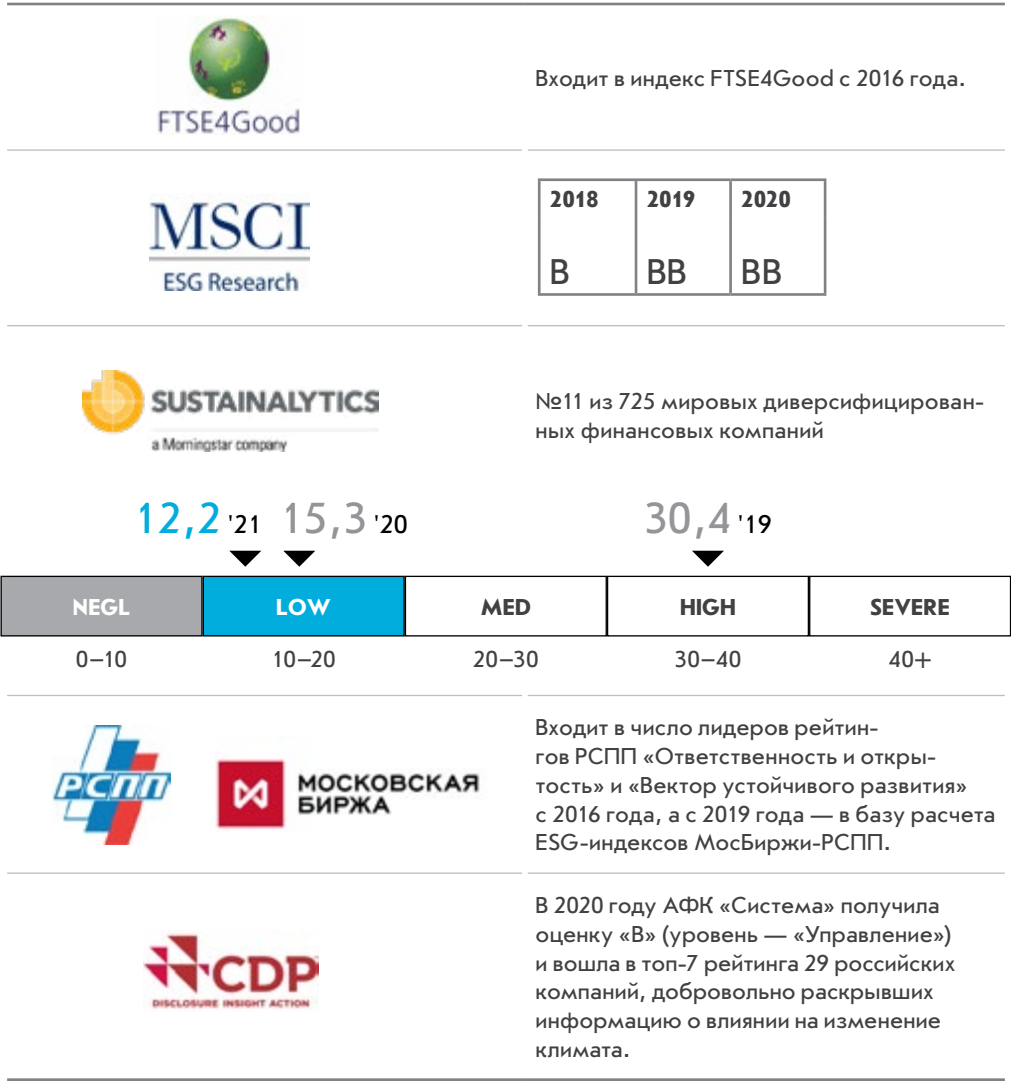 FTSE4Good
Входит в индекс FTSE4Good с 2016 года.
MSCI
ESG Research
2018 2019 2020
B BB BB
SUSTAINALYTICS
a Morningstar company
№11 из 725 мировых диверсифицирован-
ных финансовых компаний
12,2 '21 15,3 '20 30,4 '19
NEGL LOW MED HIGH SEVERE
0–10 10–20 20–30 30–40 40+
РСПП
МОСКОВСКАЯ
БИРЖА
Входит в число лидеров рейтин-
гов РСПП «Ответственность и откры-
тость» и «Вектор устойчивого развития»
с 2016 года, а с 2019 года — в базу расчета
ESG-индексов МосБиржи-РСПП.
CDP
DISCLOSURE INSIGHT ACTION
В 2020 году АФК «Система» получила
оценку «B» (уровень — «Управление»)
и вошла в топ-7 рейтинга 29 российских
компаний, добровольно раскрывших
информацию о влиянии на изменение
климата.